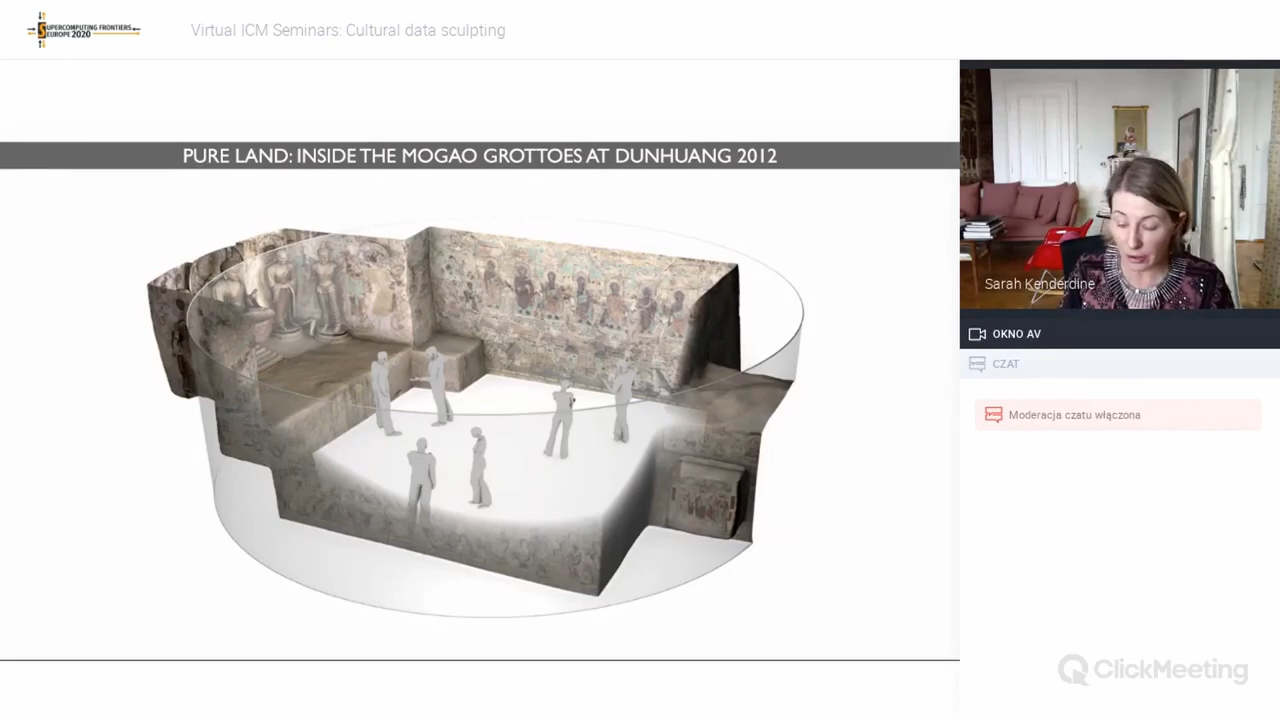 SUPERCOMPUTING FRONTIERS
EUROPE 2020
Virtual ICM Seminars: Cultural data sculpting
PURE LAND: INSIDE THE MOGAO GROTTOES AT DUNHUANG 2012
Sarah Kenderdine
OKNO AV
CZAT
Moderacja czatu włączona
ClickMeeting